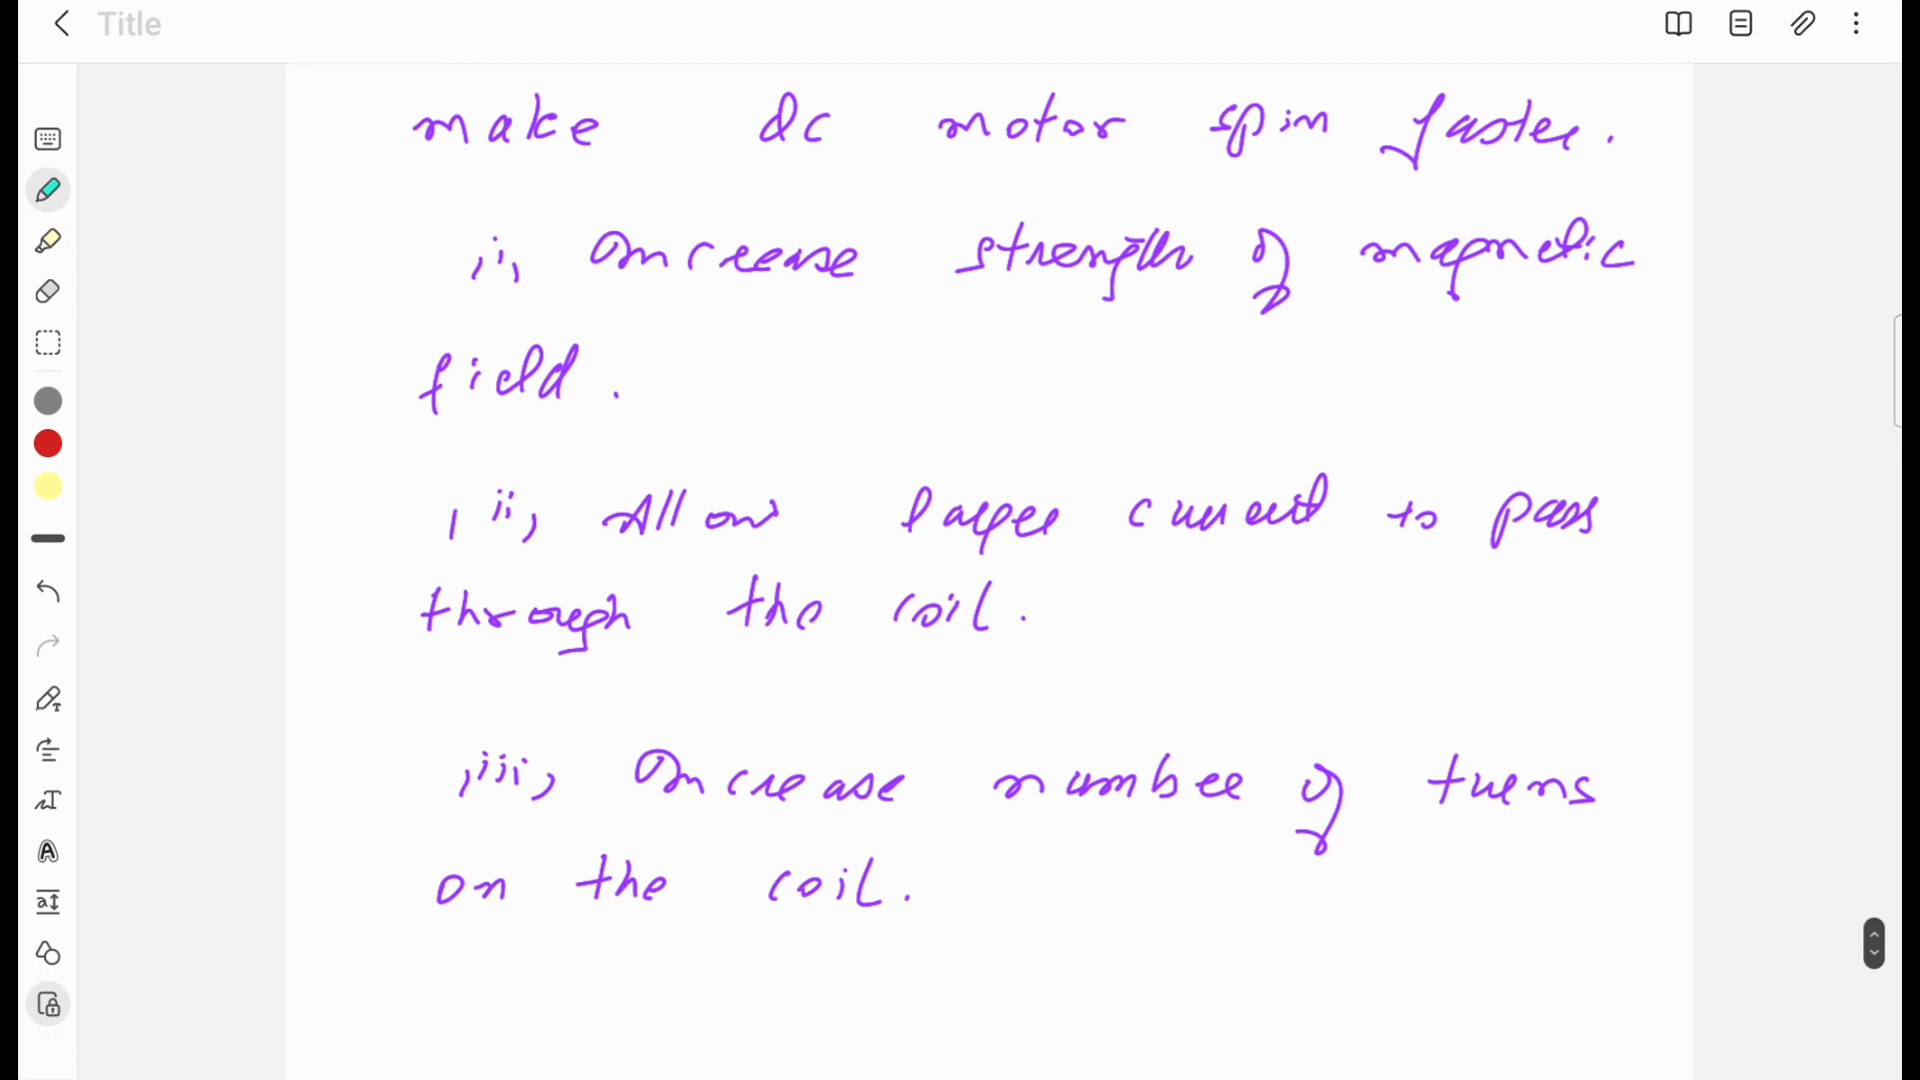 Title
make dc motor spin faster.
(i) Increase strength of magnetic
field.
(ii) Allow larger current to pass
through the coil.
(iii) Increase number of turns
on the coil.